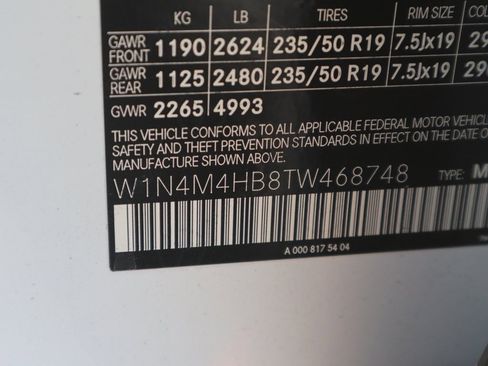 KG LB TIRES RIM SIZE
GAWR FRONT 1190 2624 235/50 R19 7.5Jx19
GAWR REAR 1125 2480 235/50 R19 7.5Jx19
GVWR 2265 4993
THIS VEHICLE CONFORMS TO ALL APPLICABLE FEDERAL MOTOR VEHICL
AND THEFT PREVENTION STANDARDS IN EFFECT ON THE DATE O
MANUFACTURE SHOWN ABOVE.
W1N4M4HB8TW468748 TYPE M
A 000 817 54 04